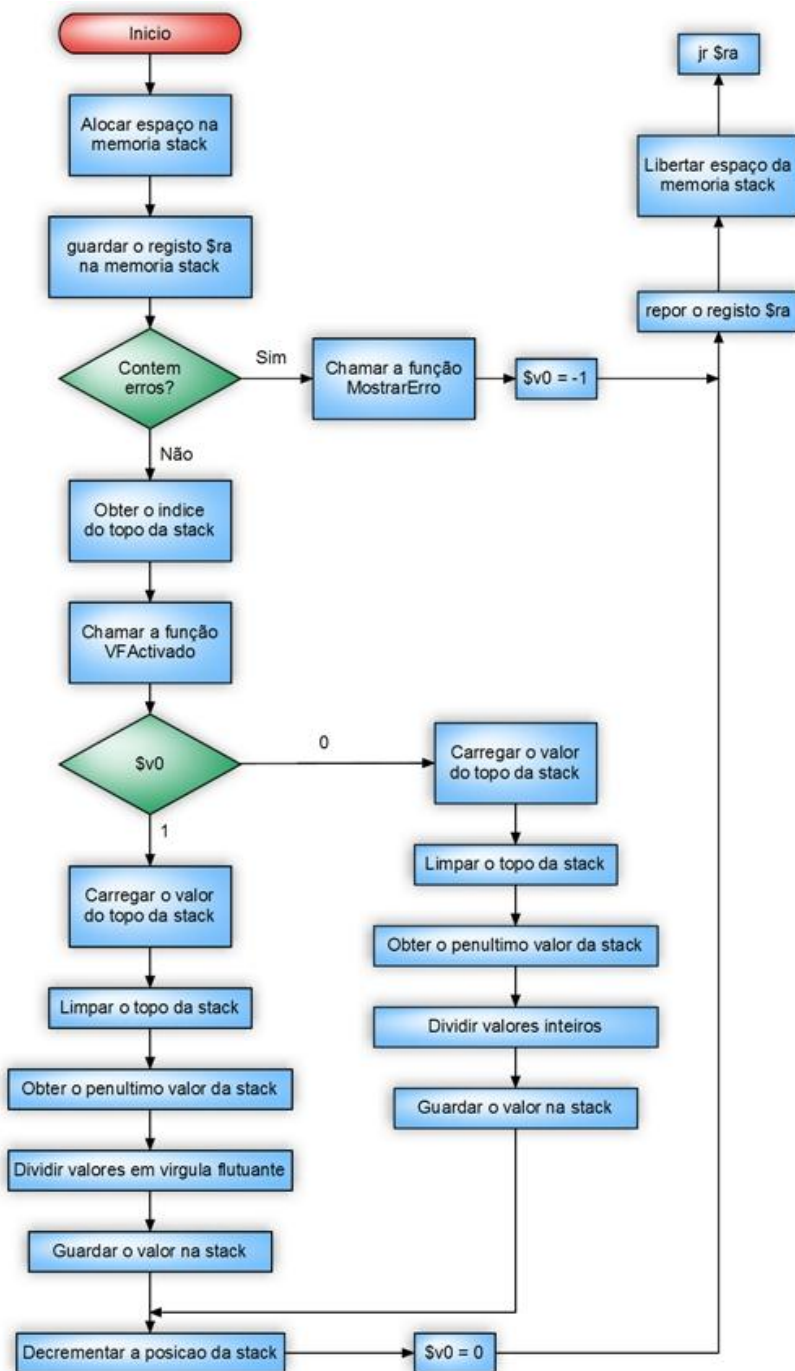 Inicio
Alocar espaço na
memoria stack
guardar o registo $ra
na memoria stack
Contem
erros?
Sim
Chamar a função
MostrarErro
$v0 = -1
jr $ra
Libertar espaço da
memoria stack
repor o registo $ra
Não
Obter o indice
do topo da stack
Chamar a função
VFActivado
$v0
0
1
Carregar o valor
do topo da stack
Limpar o topo da stack
Obter o penultimo valor da stack
Dividir valores em virgula flutuante
Guardar o valor na stack
Carregar o valor
do topo da stack
Limpar o topo da stack
Obter o penultimo valor da stack
Dividir valores inteiros
Guardar o valor na stack
Decrementar a posicao da stack
$v0 = 0